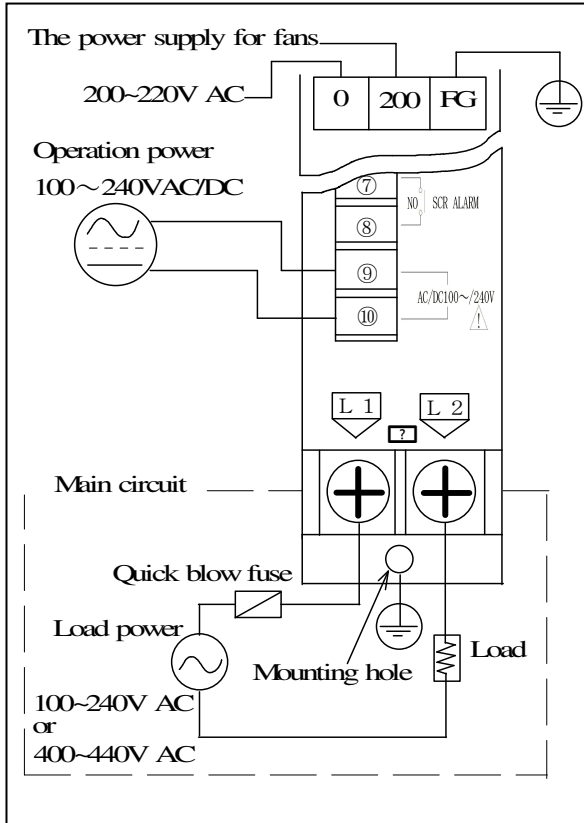 The power supply for fans
200~220V AC
0 200 FG
Operation power
100～240VAC/DC
⑦
NO SCR ALARM
⑧
⑨
AC/DC100～/240V
!
⑩
L 1 L 2
?
Main circuit
Quick blow fuse
Load power
Load
Mounting hole
100~240V AC
or
400~440V AC